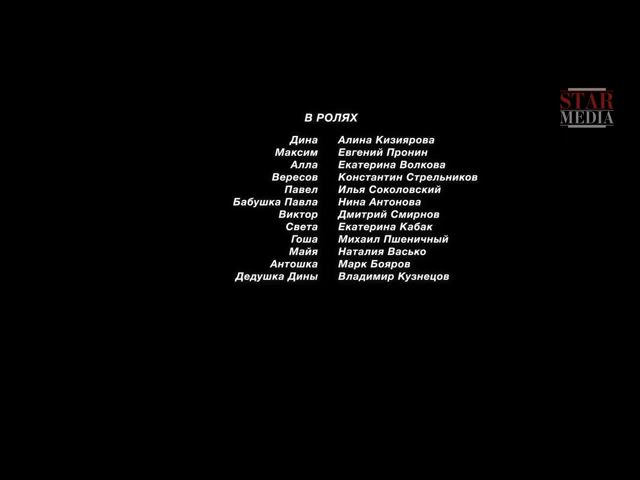 STAR
MEDIA
В РОЛЯХ
Дина Алина Кизиярова
Максим Евгений Пронин
Алла Екатерина Волкова
Вересов Константин Стрельников
Павел Илья Соколовский
Бабушка Павла Нина Антонова
Виктор Дмитрий Смирнов
Света Екатерина Кабак
Гоша Михаил Пшеничный
Майя Наталия Васько
Антошка Марк Бояров
Дедушка Дины Владимир Кузнецов